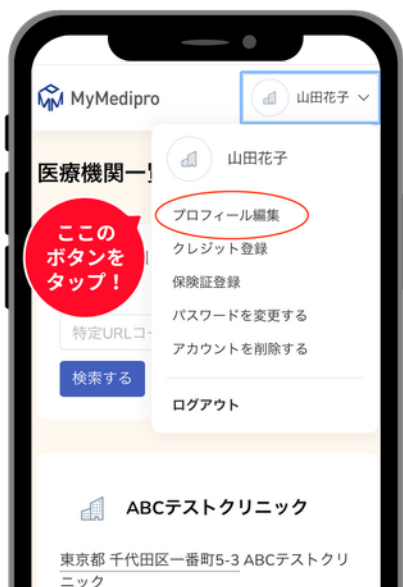 MyMedipro
山田花子
山田花子
医療機関一
プロフィール編集
クレジット登録
保険証登録
パスワードを変更する
アカウントを削除する
ログアウト
ここの
ボタンを
タップ！
特定URLコ
検索する
ABCテストクリニック
東京都 千代田区一番町5-3 ABCテストクリ
ニック